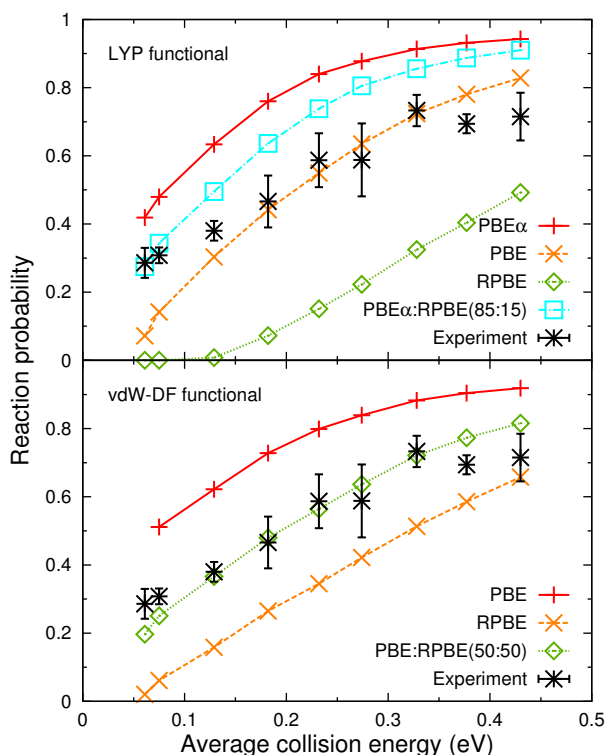 1
0.8
0.6
0.4
0.2
0
LYP functional
PBEα
PBE
RPBE
PBEα:RPBE(85:15)
Experiment
Reaction probability
0.8
0.6
0.4
0.2
0
vdW-DF functional
PBE
RPBE
PBE:RPBE(50:50)
Experiment
0 0.1 0.2 0.3 0.4 0.5
Average collision energy (eV)